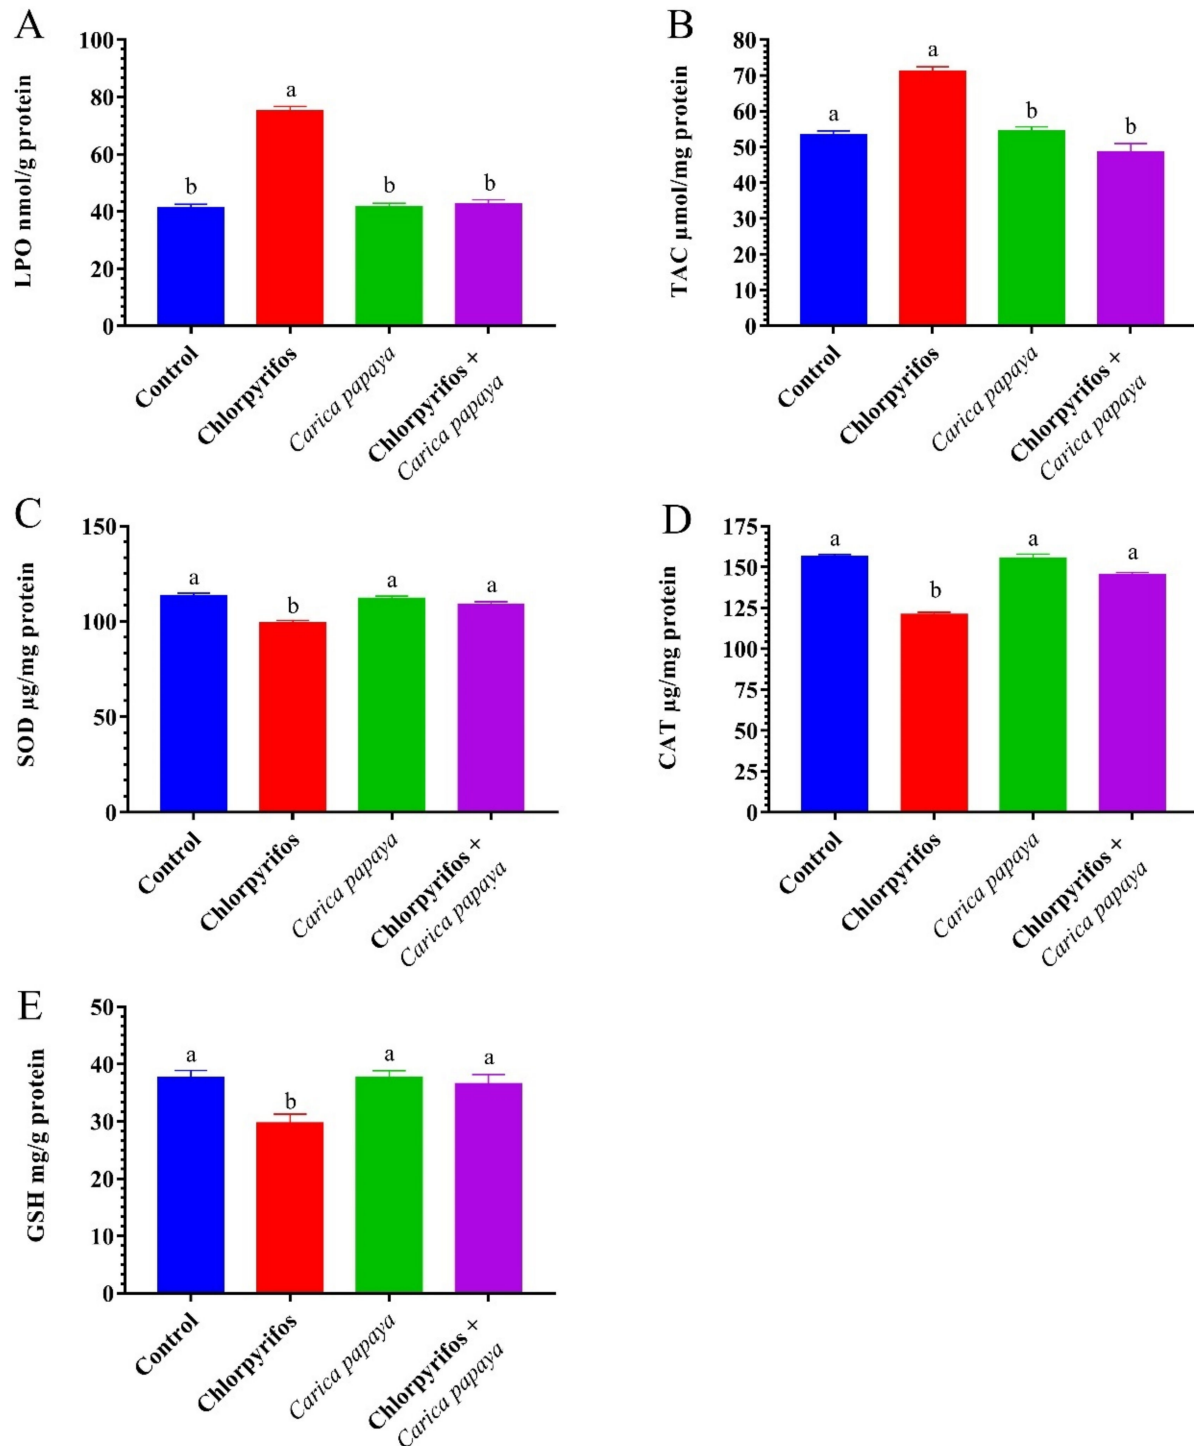 A
LPO nmol/g protein
100
80
60
40
20
0
b
a
b
b
Control
Chlorpyrifos
Carica papaya
Chlorpyrifos +
Carica papaya
B
TAC µmol/mg protein
80
70
60
50
40
30
20
10
0
a
a
b
b
Control
Chlorpyrifos
Carica papaya
Chlorpyrifos +
Carica papaya
C
SOD µg/mg protein
150
100
50
0
a
b
a
a
Control
Chlorpyrifos
Carica papaya
Chlorpyrifos +
Carica papaya
D
CAT µg/mg protein
175
150
125
100
75
50
25
0
a
b
a
a
Control
Chlorpyrifos
Carica papaya
Chlorpyrifos +
Carica papaya
E
GSH mg/g protein
50
40
30
20
10
0
a
b
a
a
Control
Chlorpyrifos
Carica papaya
Chlorpyrifos +
Carica papaya